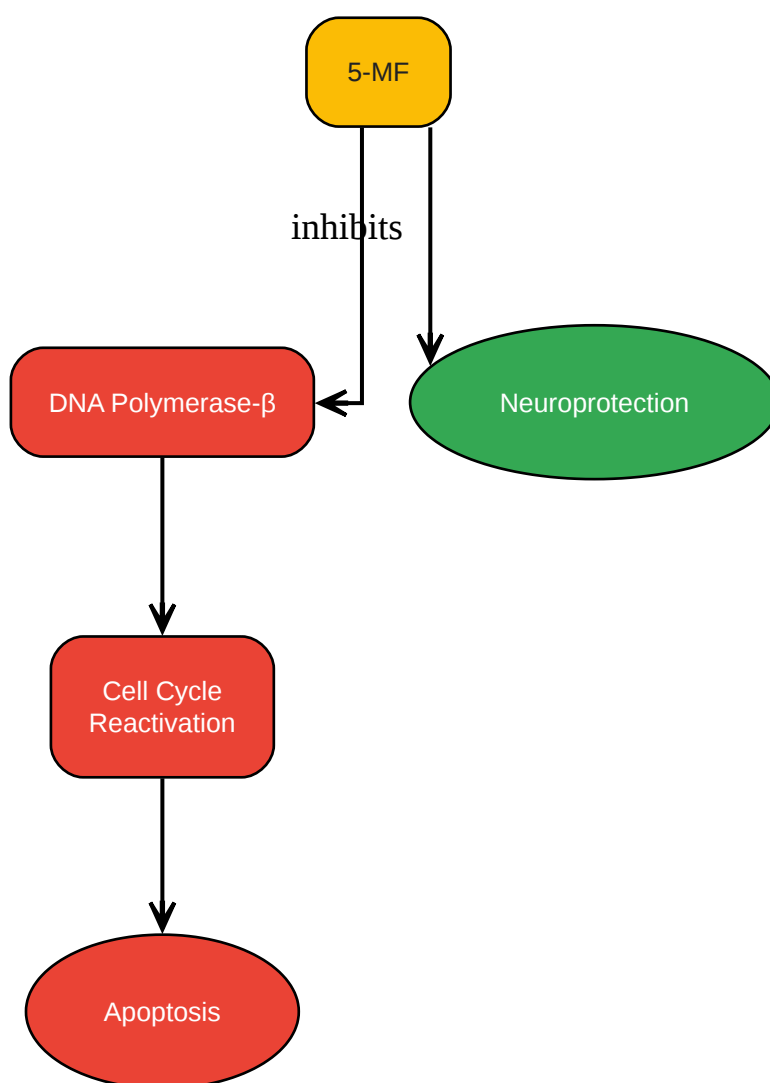 5-MF
inhibits
DNA Polymerase-β
Neuroprotection
Cell Cycle
Reactivation
Apoptosis